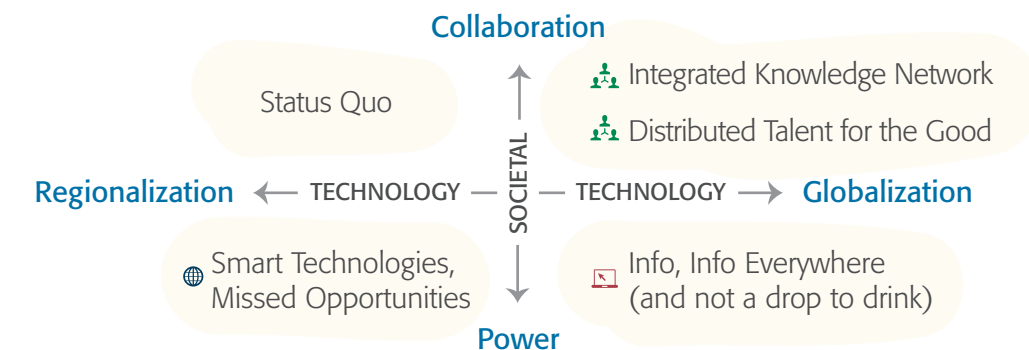 Collaboration
Status Quo
Integrated Knowledge Network
Distributed Talent for the Good
SOCIETAL
Regionalization
TECHNOLOGY
TECHNOLOGY
Globalization
Smart Technologies,
Missed Opportunities
Info, Info Everywhere
(and not a drop to drink)
Power